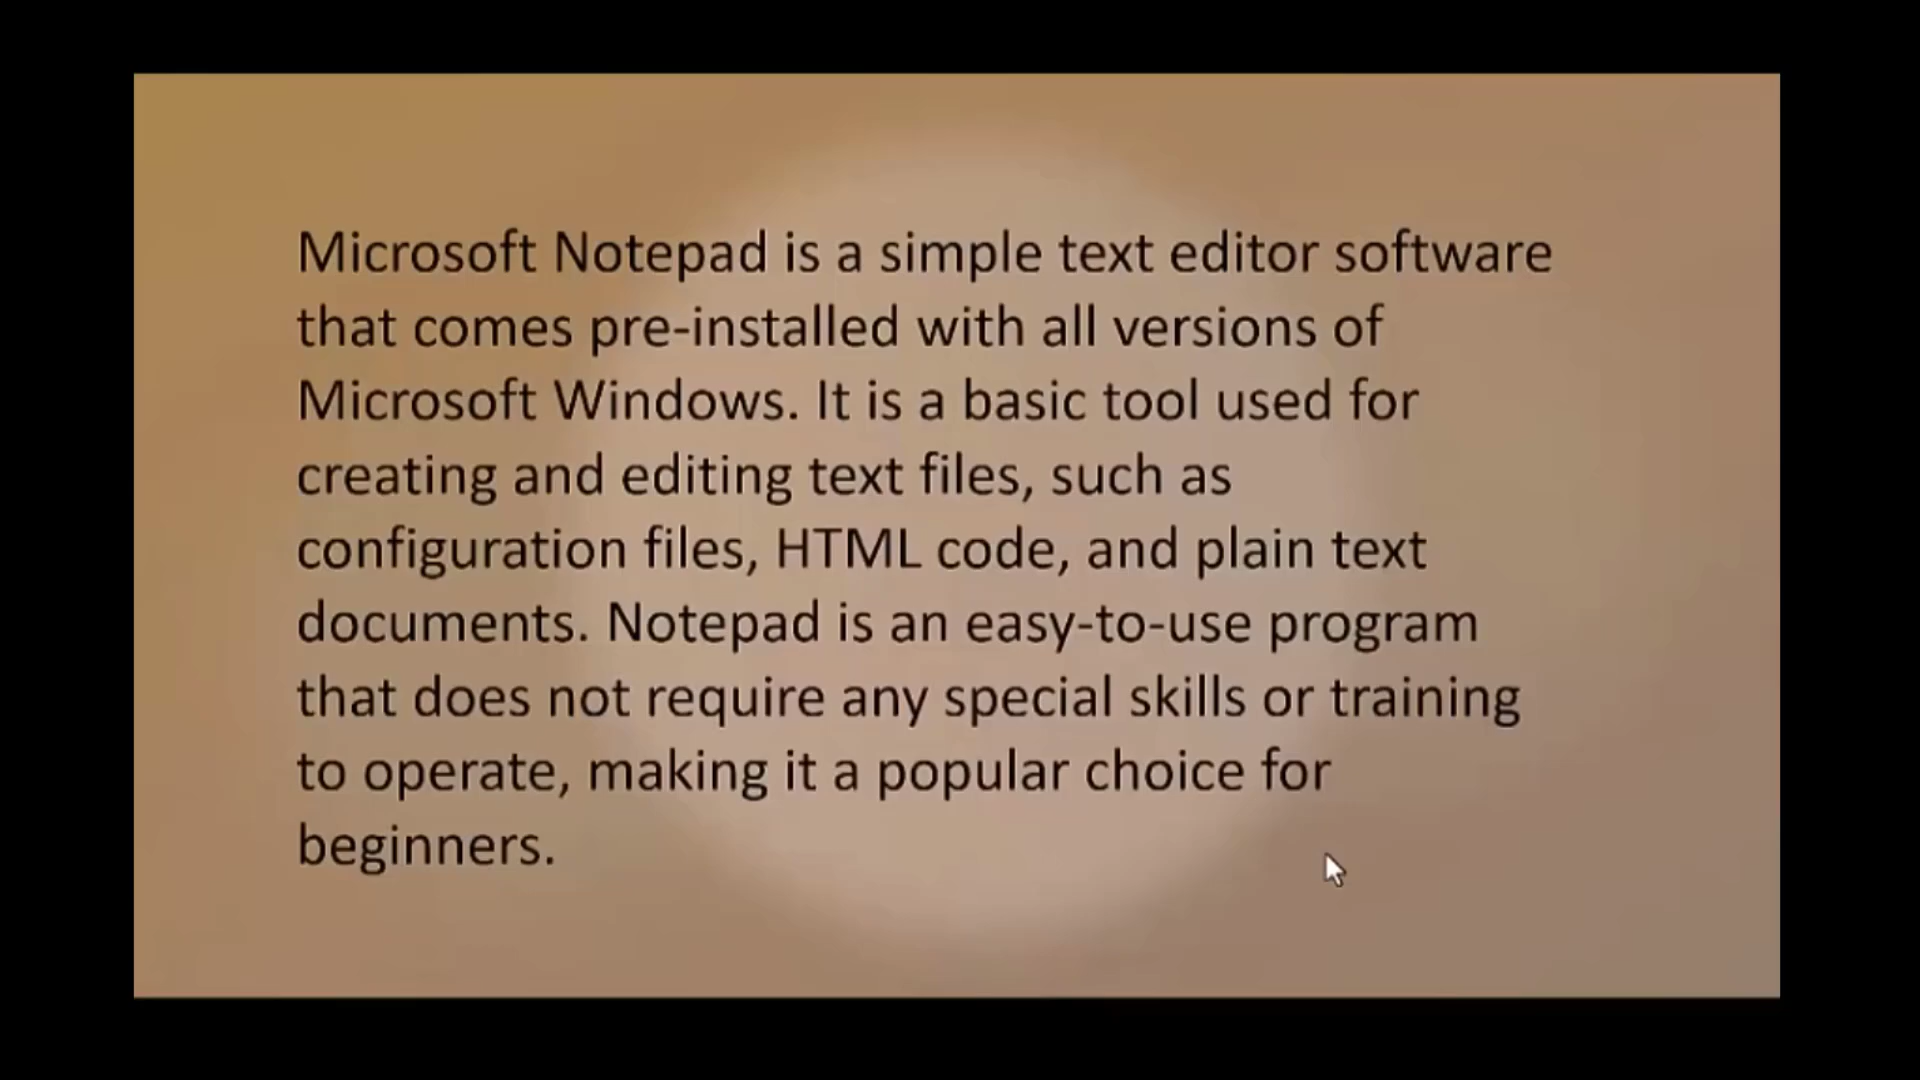 Microsoft Notepad is a simple text editor software
that comes pre-installed with all versions of
Microsoft Windows. It is a basic tool used for
creating and editing text files, such as
configuration files, HTML code, and plain text
documents. Notepad is an easy-to-use program
that does not require any special skills or training
to operate, making it a popular choice for
beginners.